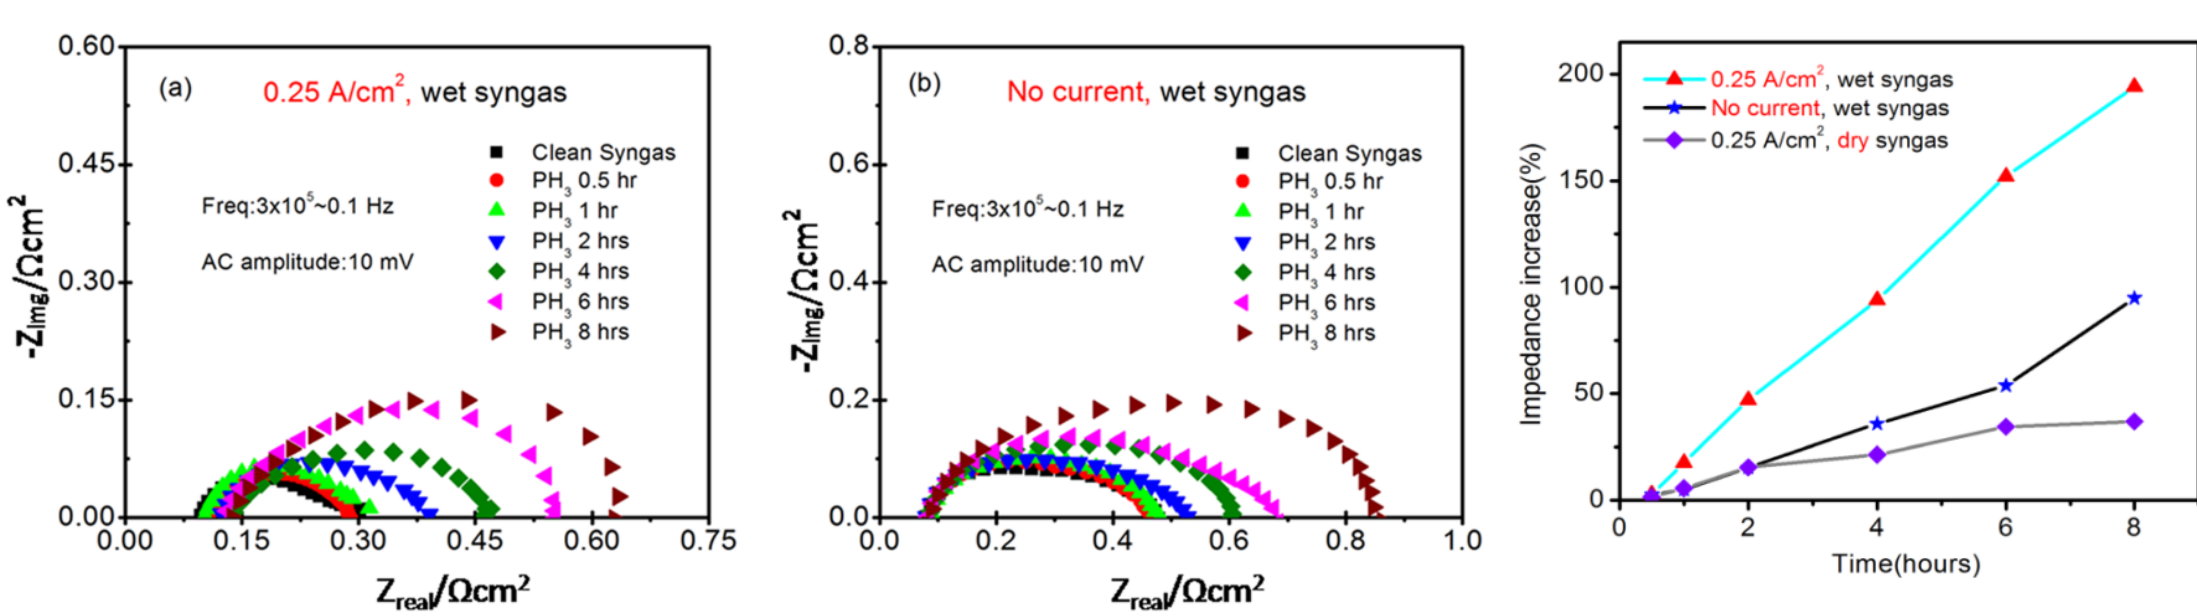 (a)
0.25 A/cm², wet syngas
Clean Syngas
PH₃ 0.5 hr
PH₃ 1 hr
PH₃ 2 hrs
PH₃ 4 hrs
PH₃ 6 hrs
PH₃ 8 hrs
Freq:3x10⁵~0.1 Hz
AC amplitude:10 mV
0.60
0.45
0.30
0.15
0.00
0.00 0.15 0.30 0.45 0.60 0.75
-ZImg/Ωcm²
Zreal/Ωcm²
(b)
No current, wet syngas
Clean Syngas
PH₃ 0.5 hr
PH₃ 1 hr
PH₃ 2 hrs
PH₃ 4 hrs
PH₃ 6 hrs
PH₃ 8 hrs
Freq:3x10⁵~0.1 Hz
AC amplitude:10 mV
0.8
0.6
0.4
0.2
0.0
0.0 0.2 0.4 0.6 0.8 1.0
-ZImg/Ωcm²
Zreal/Ωcm²
0.25 A/cm², wet syngas
No current, wet syngas
0.25 A/cm², dry syngas
200
150
100
50
0
0 2 4 6 8
Impedance increase(%)
Time(hours)